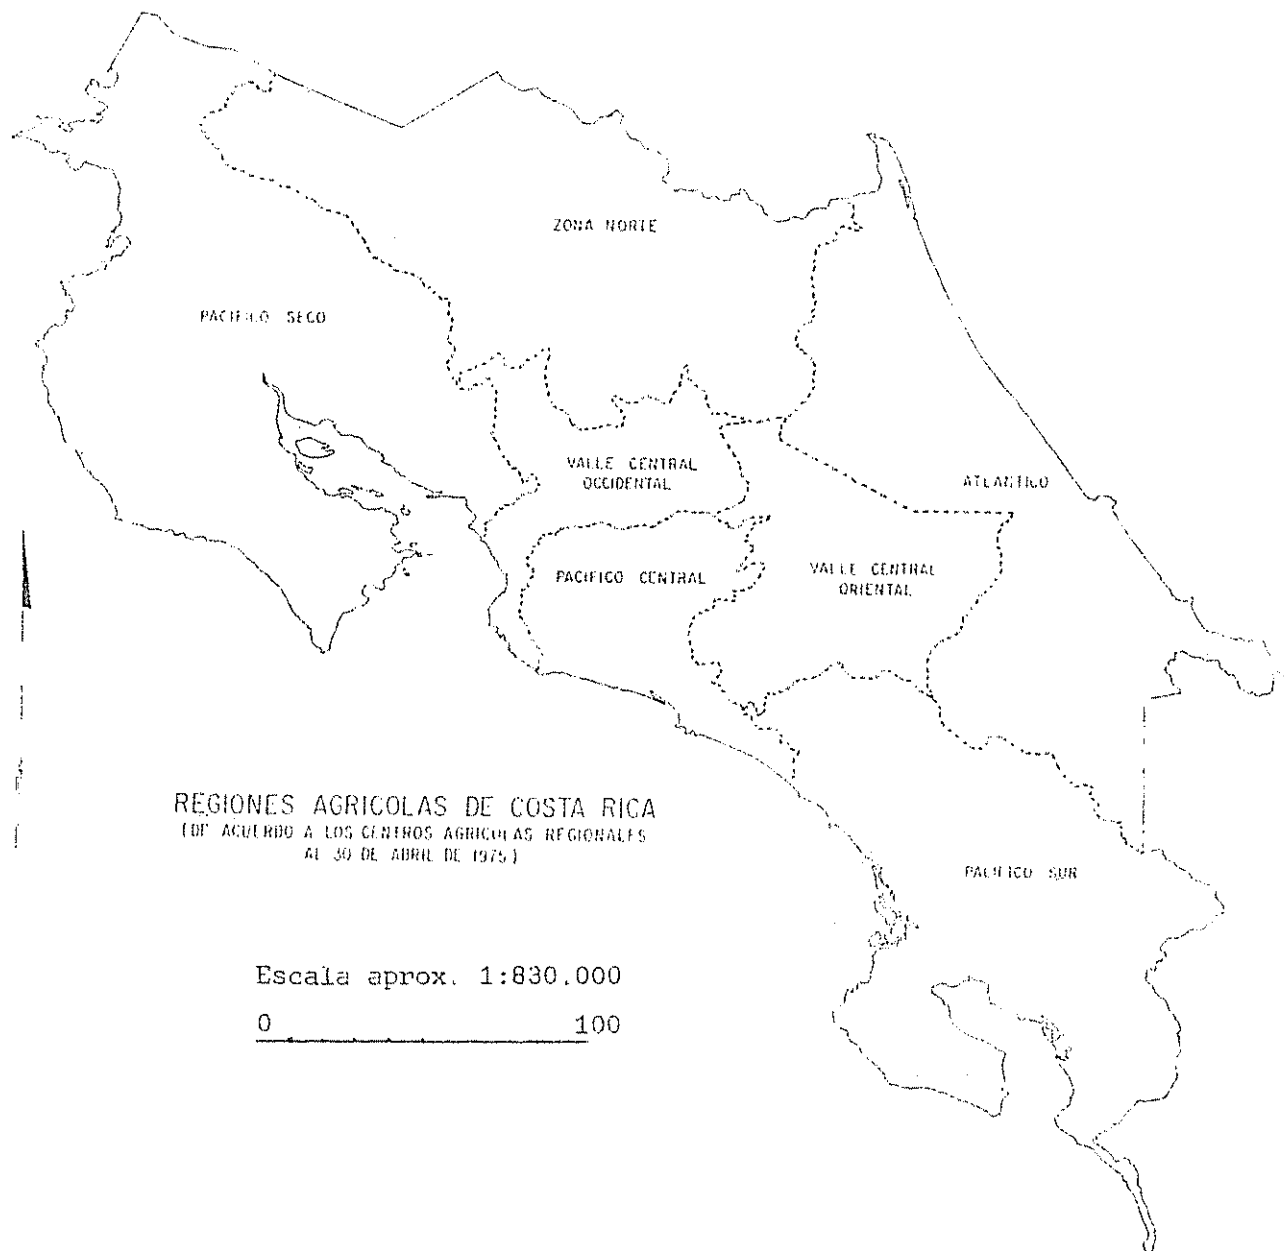 ZONA NORTE
PACIFICO SECO
VALLE CENTRAL
OCCIDENTAL
ATLANTICO
PACIFICO CENTRAL
VALLE CENTRAL
ORIENTAL
REGIONES AGRICOLAS DE COSTA RICA
(DE ACUERDO A LOS CENTROS AGRICOLAS REGIONALES
AL 30 DE ABRIL DE 1975)
PACIFICO SUR
Escala aprox. 1:830.000
0 100